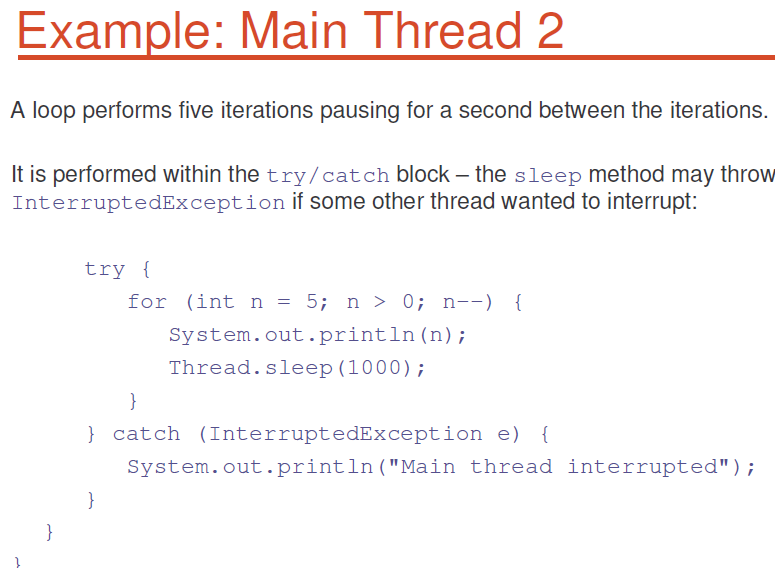 Example: Main Thread 2
A loop performs five iterations pausing for a second between the iterations.
It is performed within the try/catch block – the sleep method may throw
InterruptedException if some other thread wanted to interrupt:
try {
for (int n = 5; n > 0; n--) {
System.out.println(n);
Thread.sleep(1000);
}
} catch (InterruptedException e) {
System.out.println("Main thread interrupted");
}
}
}